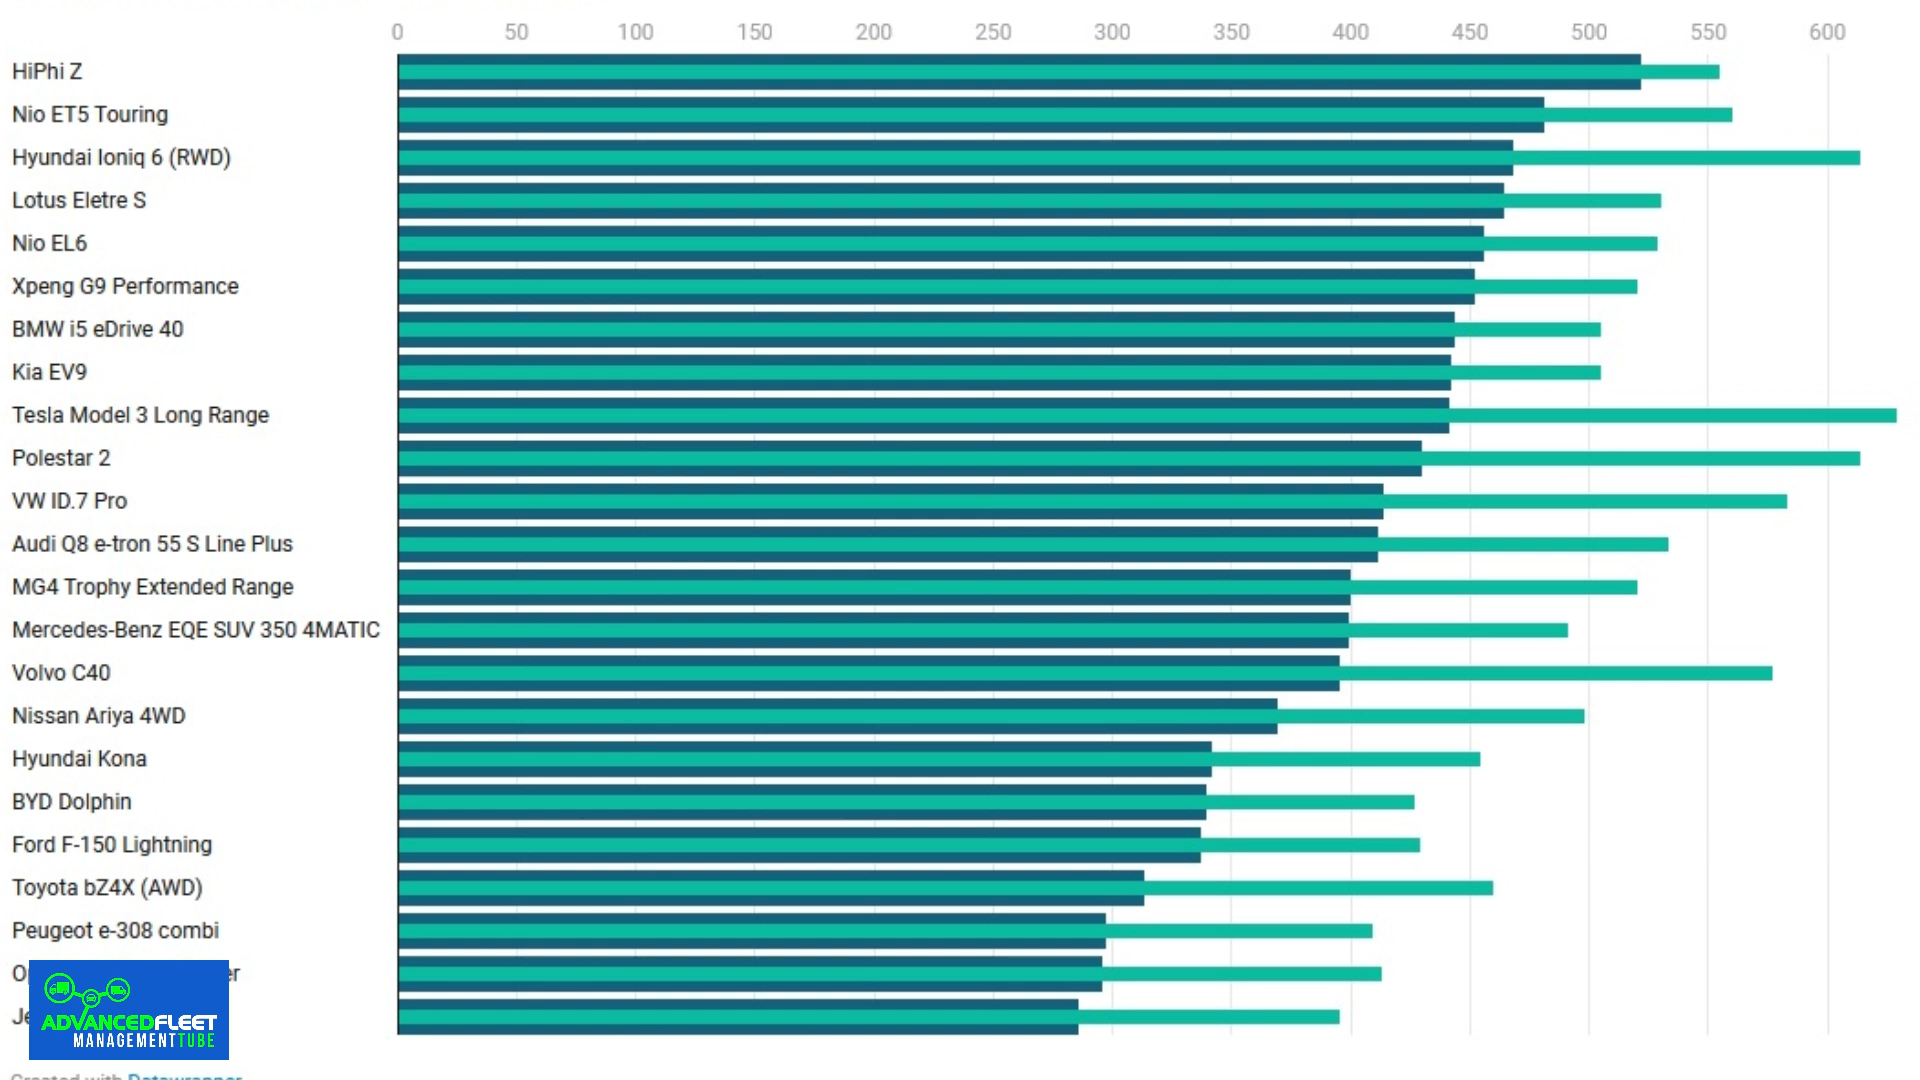 0 50 100 150 200 250 300 350 400 450 500 550 600
HiPhi Z
Nio ET5 Touring
Hyundai Ioniq 6 (RWD)
Lotus Eletre S
Nio EL6
Xpeng G9 Performance
BMW i5 eDrive 40
Kia EV9
Tesla Model 3 Long Range
Polestar 2
VW ID.7 Pro
Audi Q8 e-tron 55 S Line Plus
MG4 Trophy Extended Range
Mercedes-Benz EQE SUV 350 4MATIC
Volvo C40
Nissan Ariya 4WD
Hyundai Kona
BYD Dolphin
Ford F-150 Lightning
Toyota bZ4X (AWD)
Peugeot e-308 combi
ADVANCEDFLEET
MANAGEMENTTUBE
Created with Datawrapper